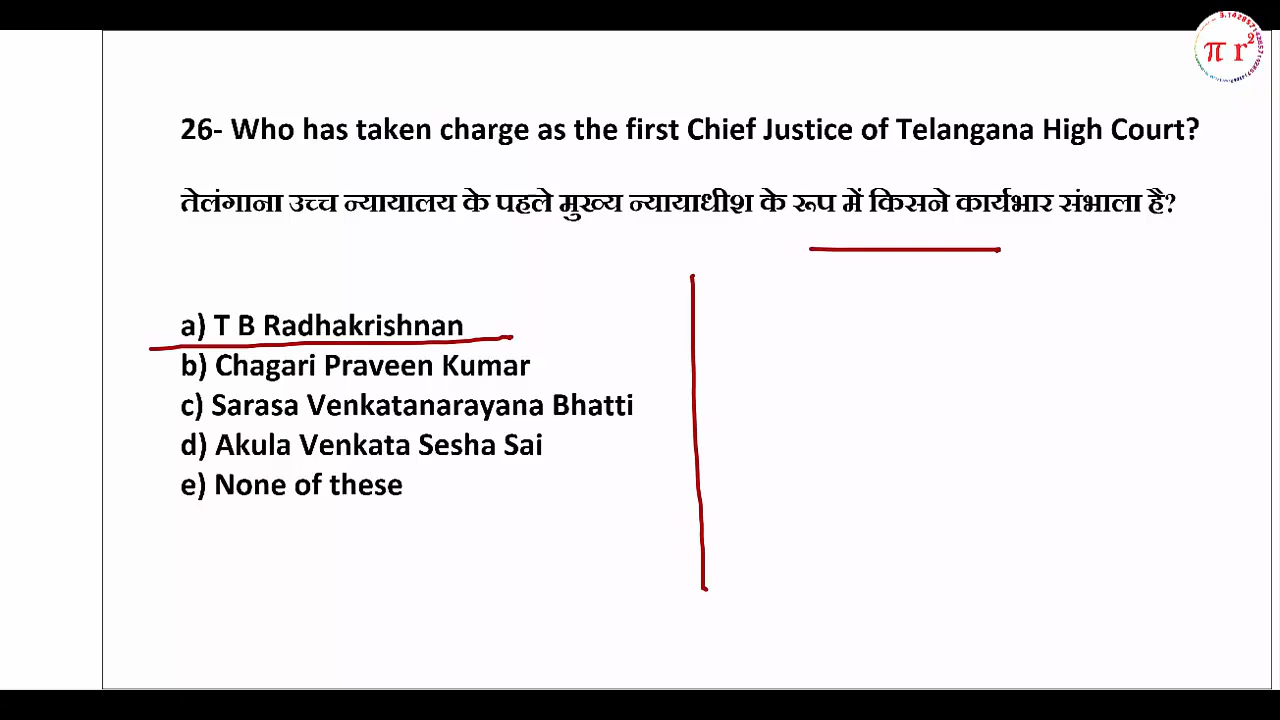 π r²
26- Who has taken charge as the first Chief Justice of Telangana High Court?
तेलंगाना उच्च न्यायालय के पहले मुख्य न्यायाधीश के रूप में किसने कार्यभार संभाला है?
a) T B Radhakrishnan
b) Chagari Praveen Kumar
c) Sarasa Venkatanarayana Bhatti
d) Akula Venkata Sesha Sai
e) None of these